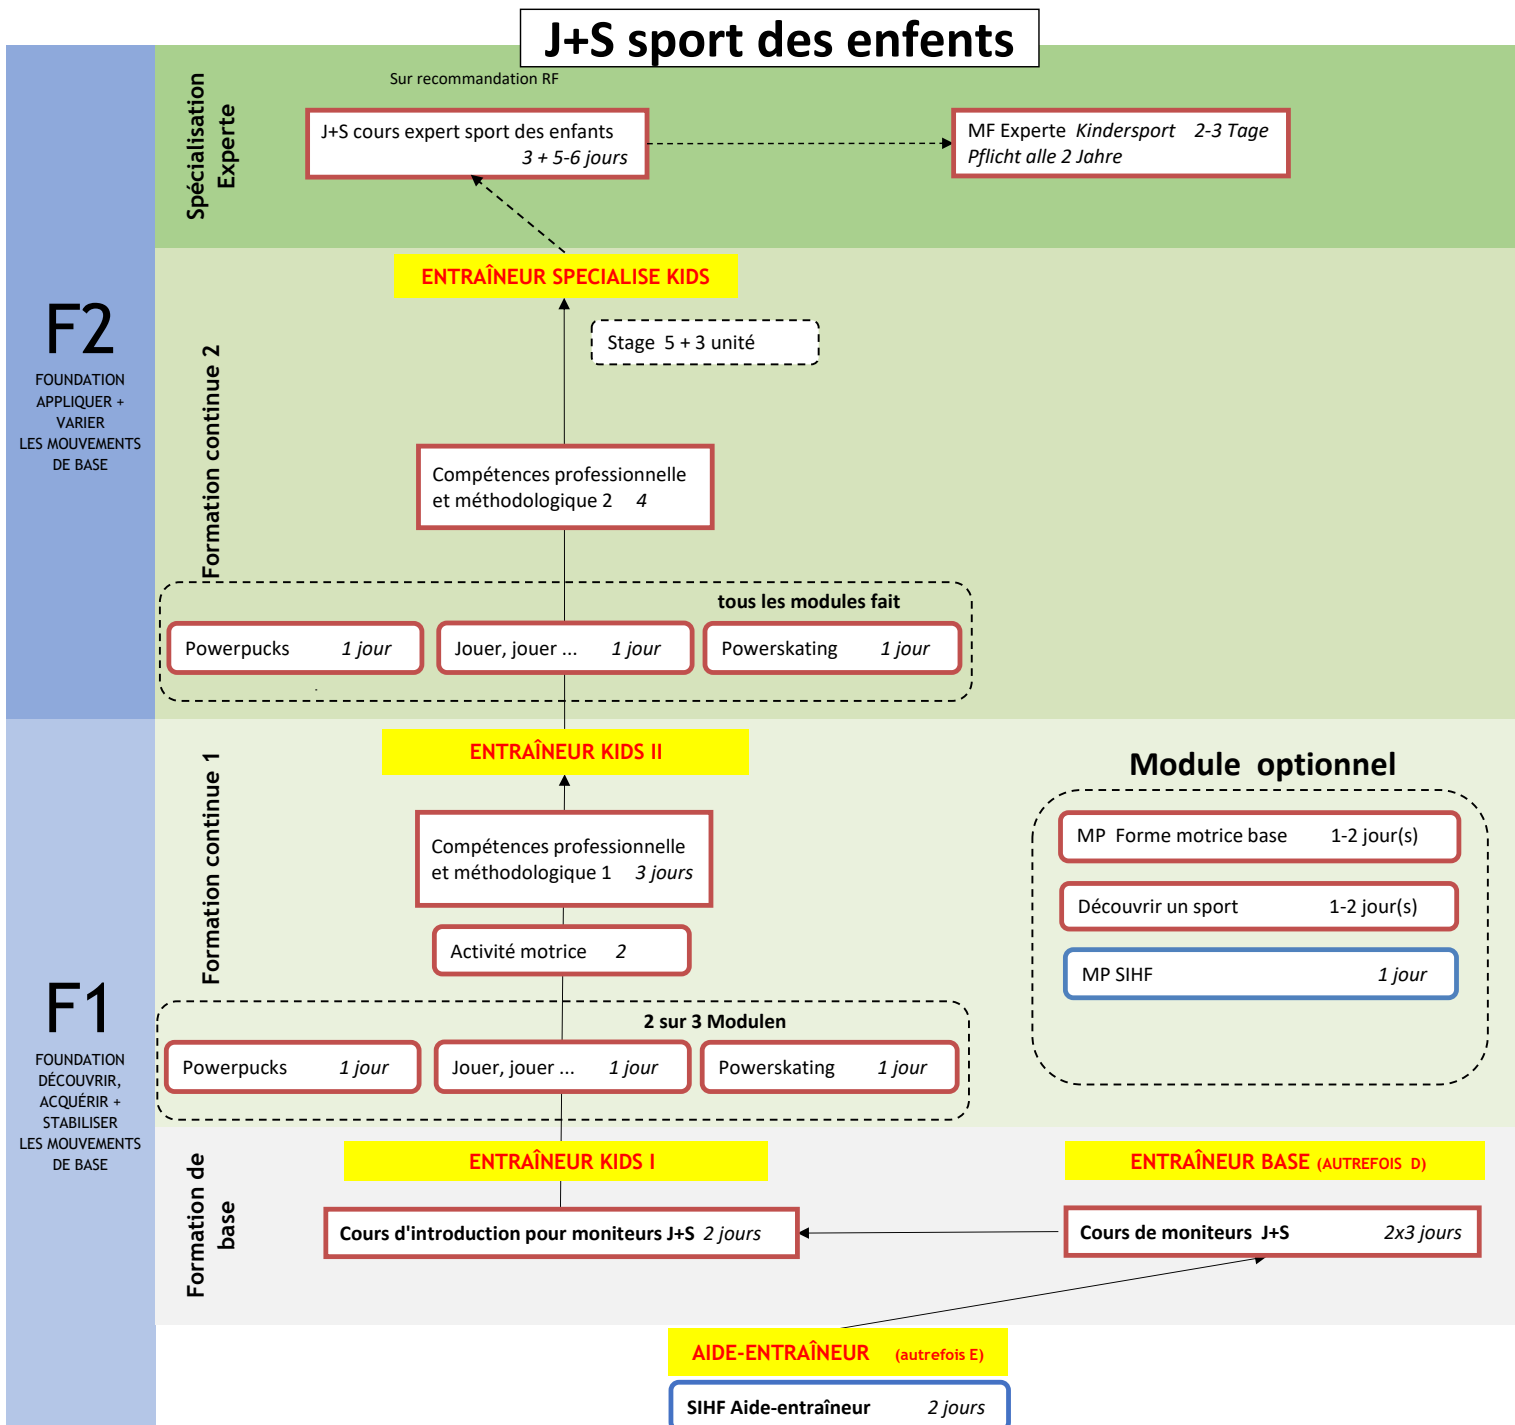 J+S sport des enfents
Sur recommandation RF
Spécialisation
Experte
J+S cours expert sport des enfants
3 + 5-6 jours
MF Experte Kindersport 2-3 Tage
Pflicht alle 2 Jahre
F2
FOUNDATION
APPLIQUER +
VARIER
LES MOUVEMENTS
DE BASE
Formation continue 2
ENTRAÎNEUR SPECIALISE KIDS
Stage 5 + 3 unité
Compétences professionnelle
et méthodologique 2 4
tous les modules fait
Powerpucks 1 jour
Jouer, jouer ... 1 jour
Powerskating 1 jour
F1
FOUNDATION
DÉCOUVRIR,
ACQUÉRIR +
STABILISER
LES MOUVEMENTS
DE BASE
Formation continue 1
ENTRAÎNEUR KIDS II
Compétences professionnelle
et méthodologique 1 3 jours
Activité motrice 2
2 sur 3 Modulen
Powerpucks 1 jour
Jouer, jouer ... 1 jour
Powerskating 1 jour
Module optionnel
MP Forme motrice base 1-2 jour(s)
Découvrir un sport 1-2 jour(s)
MP SIHF 1 jour
Formation de
base
ENTRAÎNEUR KIDS I
Cours d'introduction pour moniteurs J+S 2 jours
ENTRAÎNEUR BASE (AUTREFOIS D)
Cours de moniteurs J+S 2x3 jours
AIDE-ENTRAÎNEUR (autrefois E)
SIHF Aide-entraîneur 2 jours